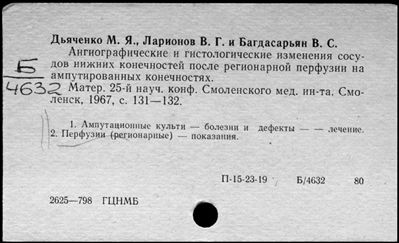 Дьяченко М. Я., Ларионов В. Г. и Багдасарьян В. С.
Ангиографические и гистологические изменения сосу-
дов нижних конечностей после регионарной перфузии на
ампутированных конечностях.
Б
4632
Матер. 25-й науч. конф. Смоленского мед. ин-та. Смо-
ленск, 1967, с. 131—132.
1. Ампутационные культи — болезни и дефекты — — лечение.
2. Перфузии (регионарные) — показания.
П-15-23-19 Б/4632 80
2625—798 ГЦНМБ